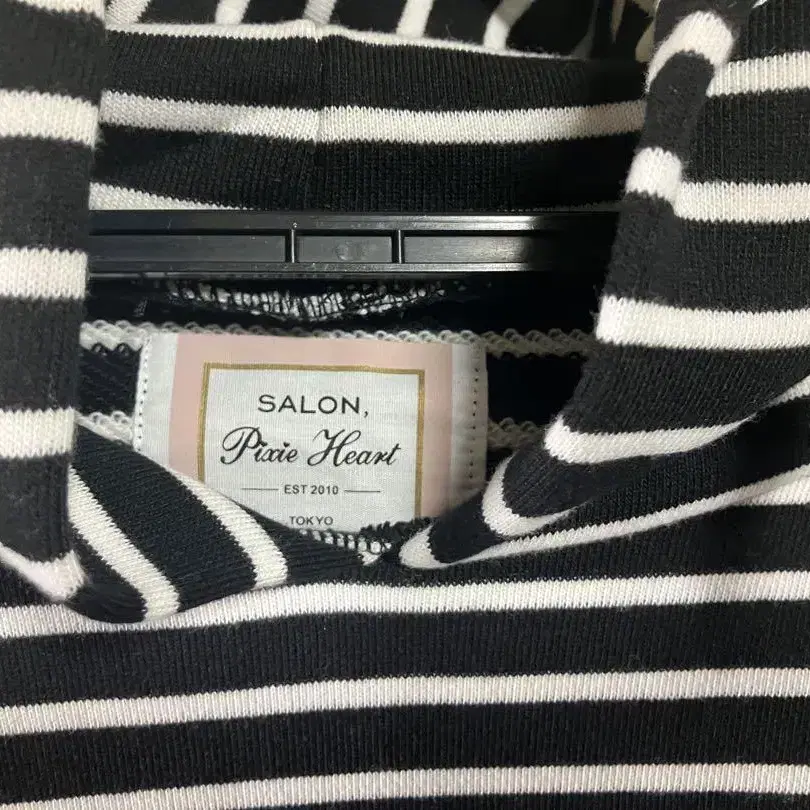 SALON,
Pixie Heart
EST 2010
TOKYO